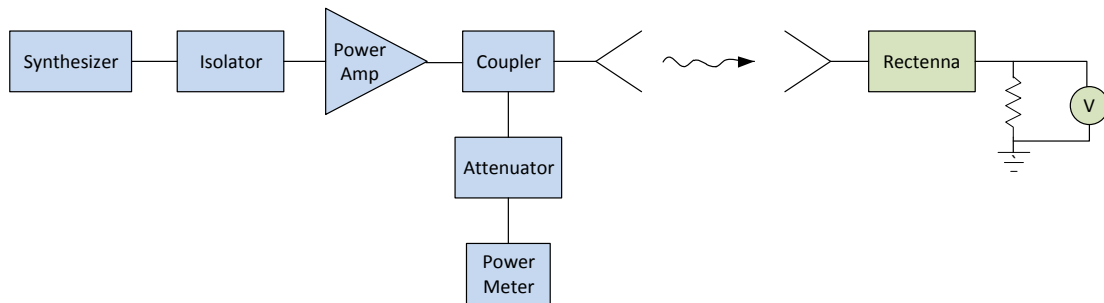 Synthesizer
Isolator
Power
Amp
Coupler
Rectenna
V
Attenuator
Power
Meter